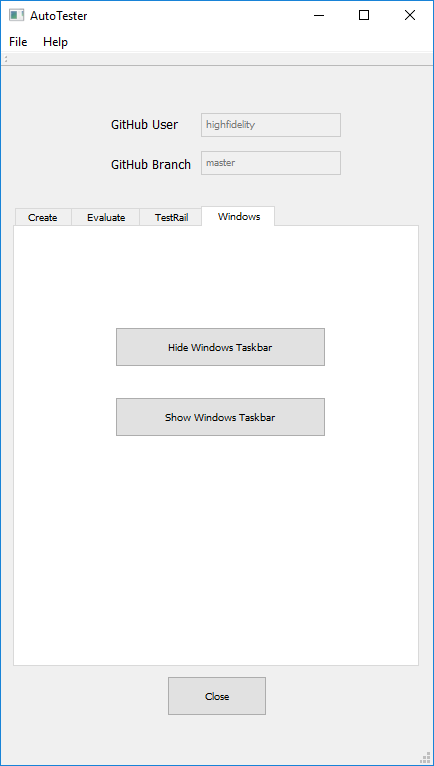 AutoTester
File Help
GitHub User highfidelity
GitHub Branch master
Create Evaluate TestRail Windows
Hide Windows Taskbar
Show Windows Taskbar
Close